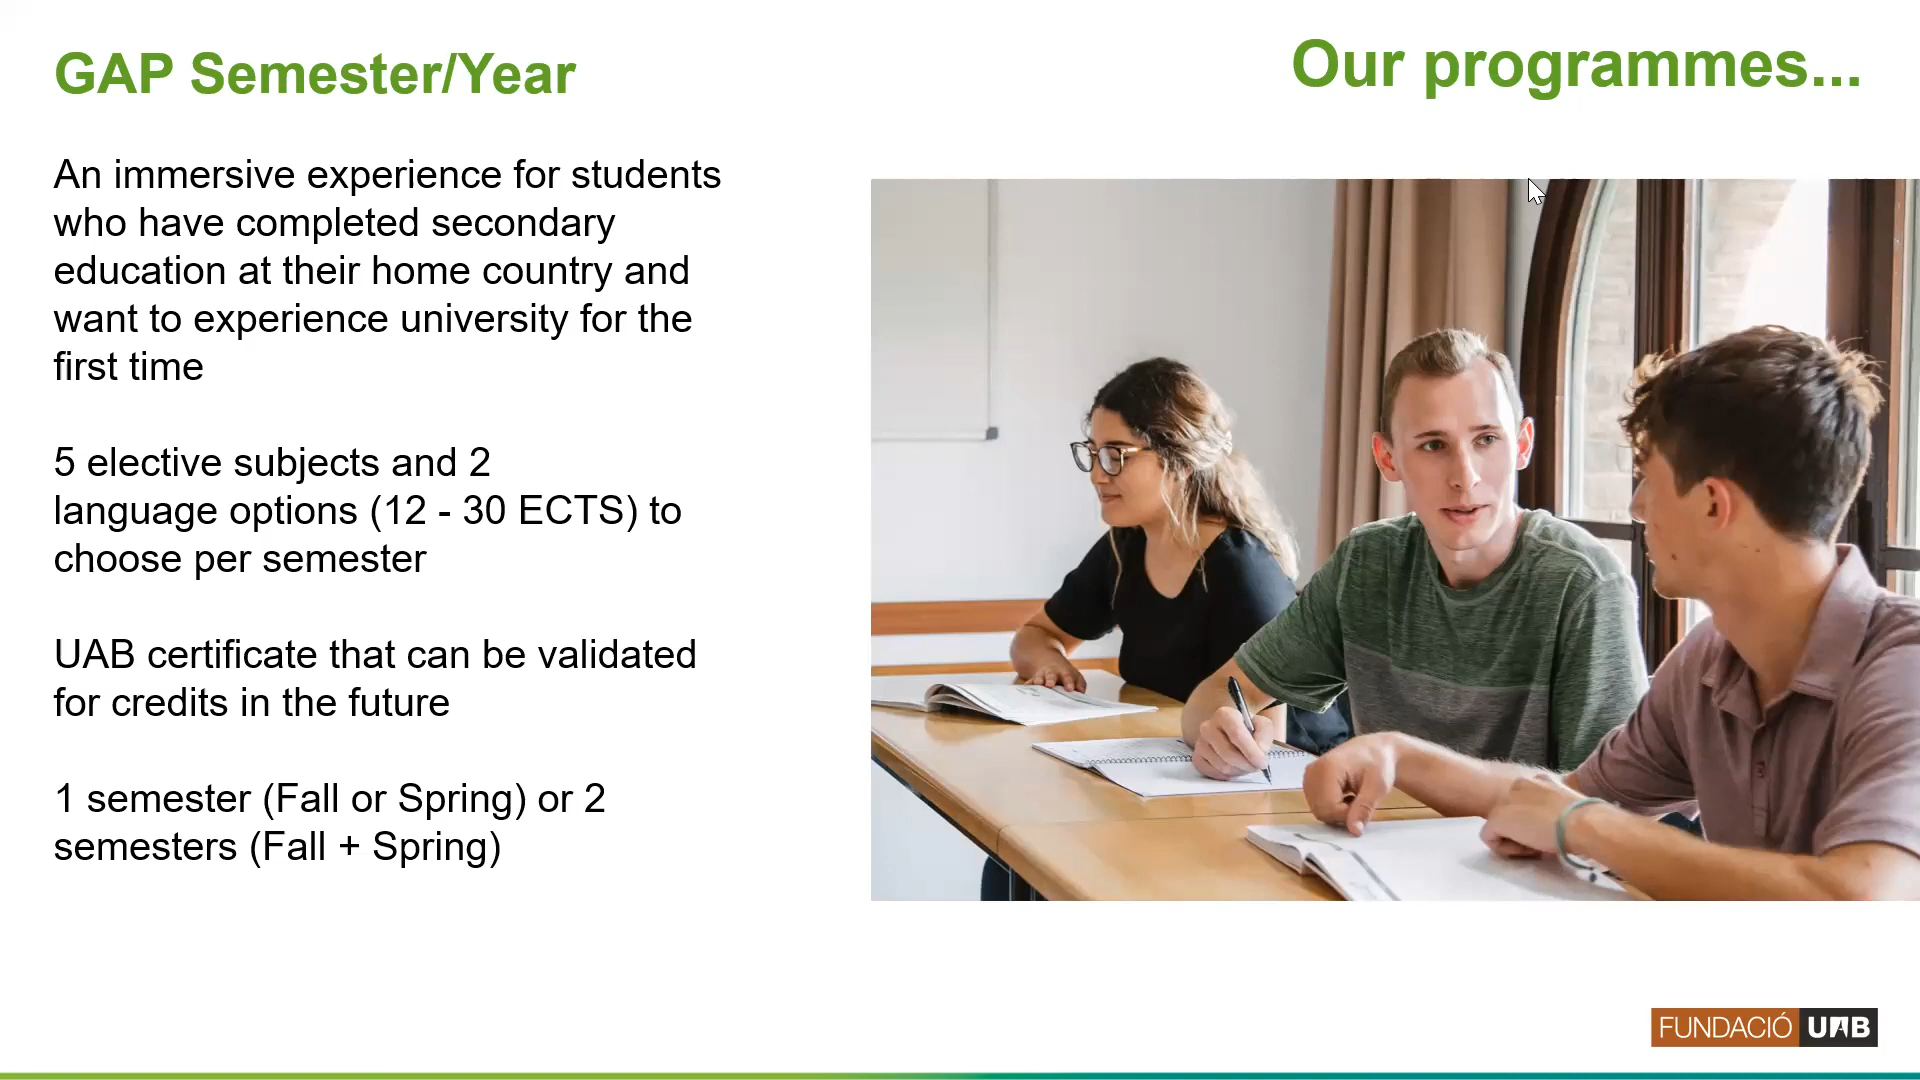 GAP Semester/Year
Our programmes...
An immersive experience for students
who have completed secondary
education at their home country and
want to experience university for the
first time
5 elective subjects and 2
language options (12 - 30 ECTS) to
choose per semester
UAB certificate that can be validated
for credits in the future
1 semester (Fall or Spring) or 2
semesters (Fall + Spring)
FUNDACIÓ UAB